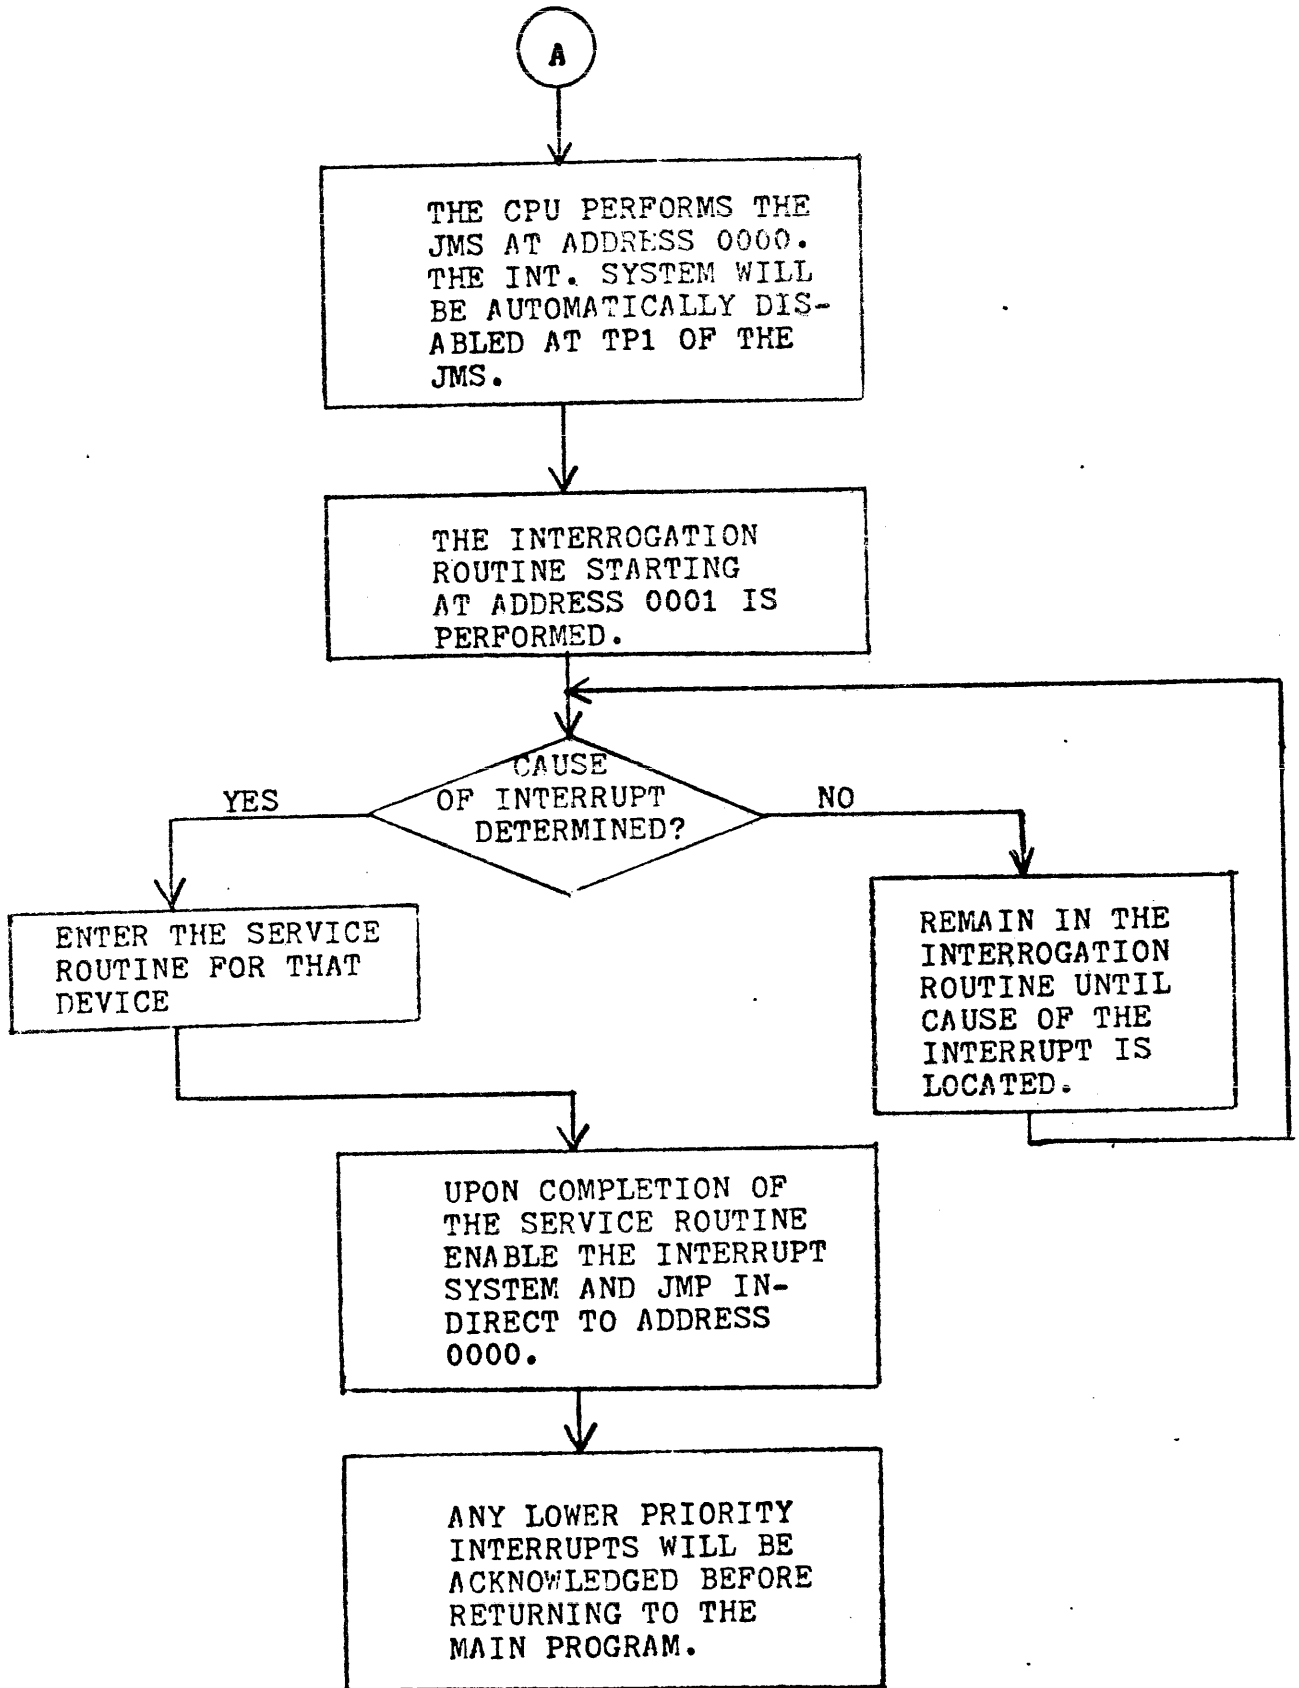 A
THE CPU PERFORMS THE
JMS AT ADDRESS 0000.
THE INT. SYSTEM WILL
BE AUTOMATICALLY DIS-
ABLED AT TP1 OF THE
JMS.
THE INTERROGATION
ROUTINE STARTING
AT ADDRESS 0001 IS
PERFORMED.
CAUSE
OF INTERRUPT
DETERMINED?
YES
NO
ENTER THE SERVICE
ROUTINE FOR THAT
DEVICE
REMAIN IN THE
INTERROGATION
ROUTINE UNTIL
CAUSE OF THE
INTERRUPT IS
LOCATED.
UPON COMPLETION OF
THE SERVICE ROUTINE
ENABLE THE INTERRUPT
SYSTEM AND JMP IN-
DIRECT TO ADDRESS
0000.
ANY LOWER PRIORITY
INTERRUPTS WILL BE
ACKNOWLEDGED BEFORE
RETURNING TO THE
MAIN PROGRAM.